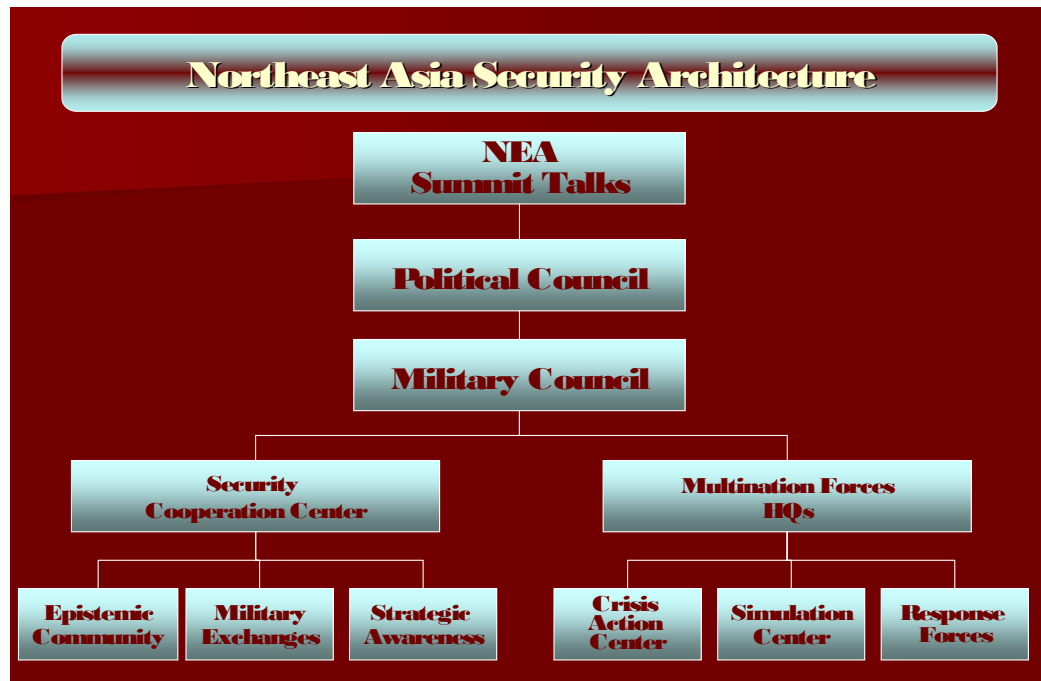 Northeast Asia Security Architecture
NEA
Summit Talks
Political Council
Military Council
Security
Cooperation Center
Multination Forces
HQs
Epistemic
Community
Military
Exchanges
Strategic
Awareness
Crisis
Action
Center
Simulation
Center
Response
Forces